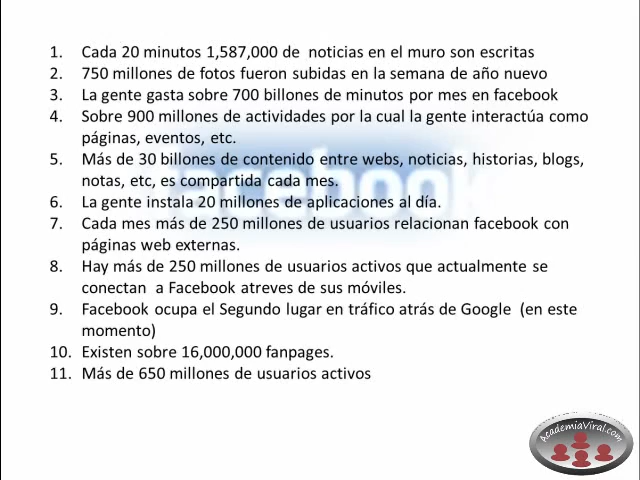 1. Cada 20 minutos 1,587,000 de noticias en el muro son escritas
2. 750 millones de fotos fueron subidas en la semana de año nuevo
3. La gente gasta sobre 700 billones de minutos por mes en facebook
4. Sobre 900 millones de actividades por la cual la gente interactúa como
páginas, eventos, etc.
5. Más de 30 billones de contenido entre webs, noticias, historias, blogs,
notas, etc, es compartida cada mes.
6. La gente instala 20 millones de aplicaciones al día.
7. Cada mes más de 250 millones de usuarios relacionan facebook con
páginas web externas.
8. Hay más de 250 millones de usuarios activos que actualmente se
conectan a Facebook atreves de sus móviles.
9. Facebook ocupa el Segundo lugar en tráfico atrás de Google (en este
momento)
10. Existen sobre 16,000,000 fanpages.
11. Más de 650 millones de usuarios activos
facebook
AcademiaViral.com